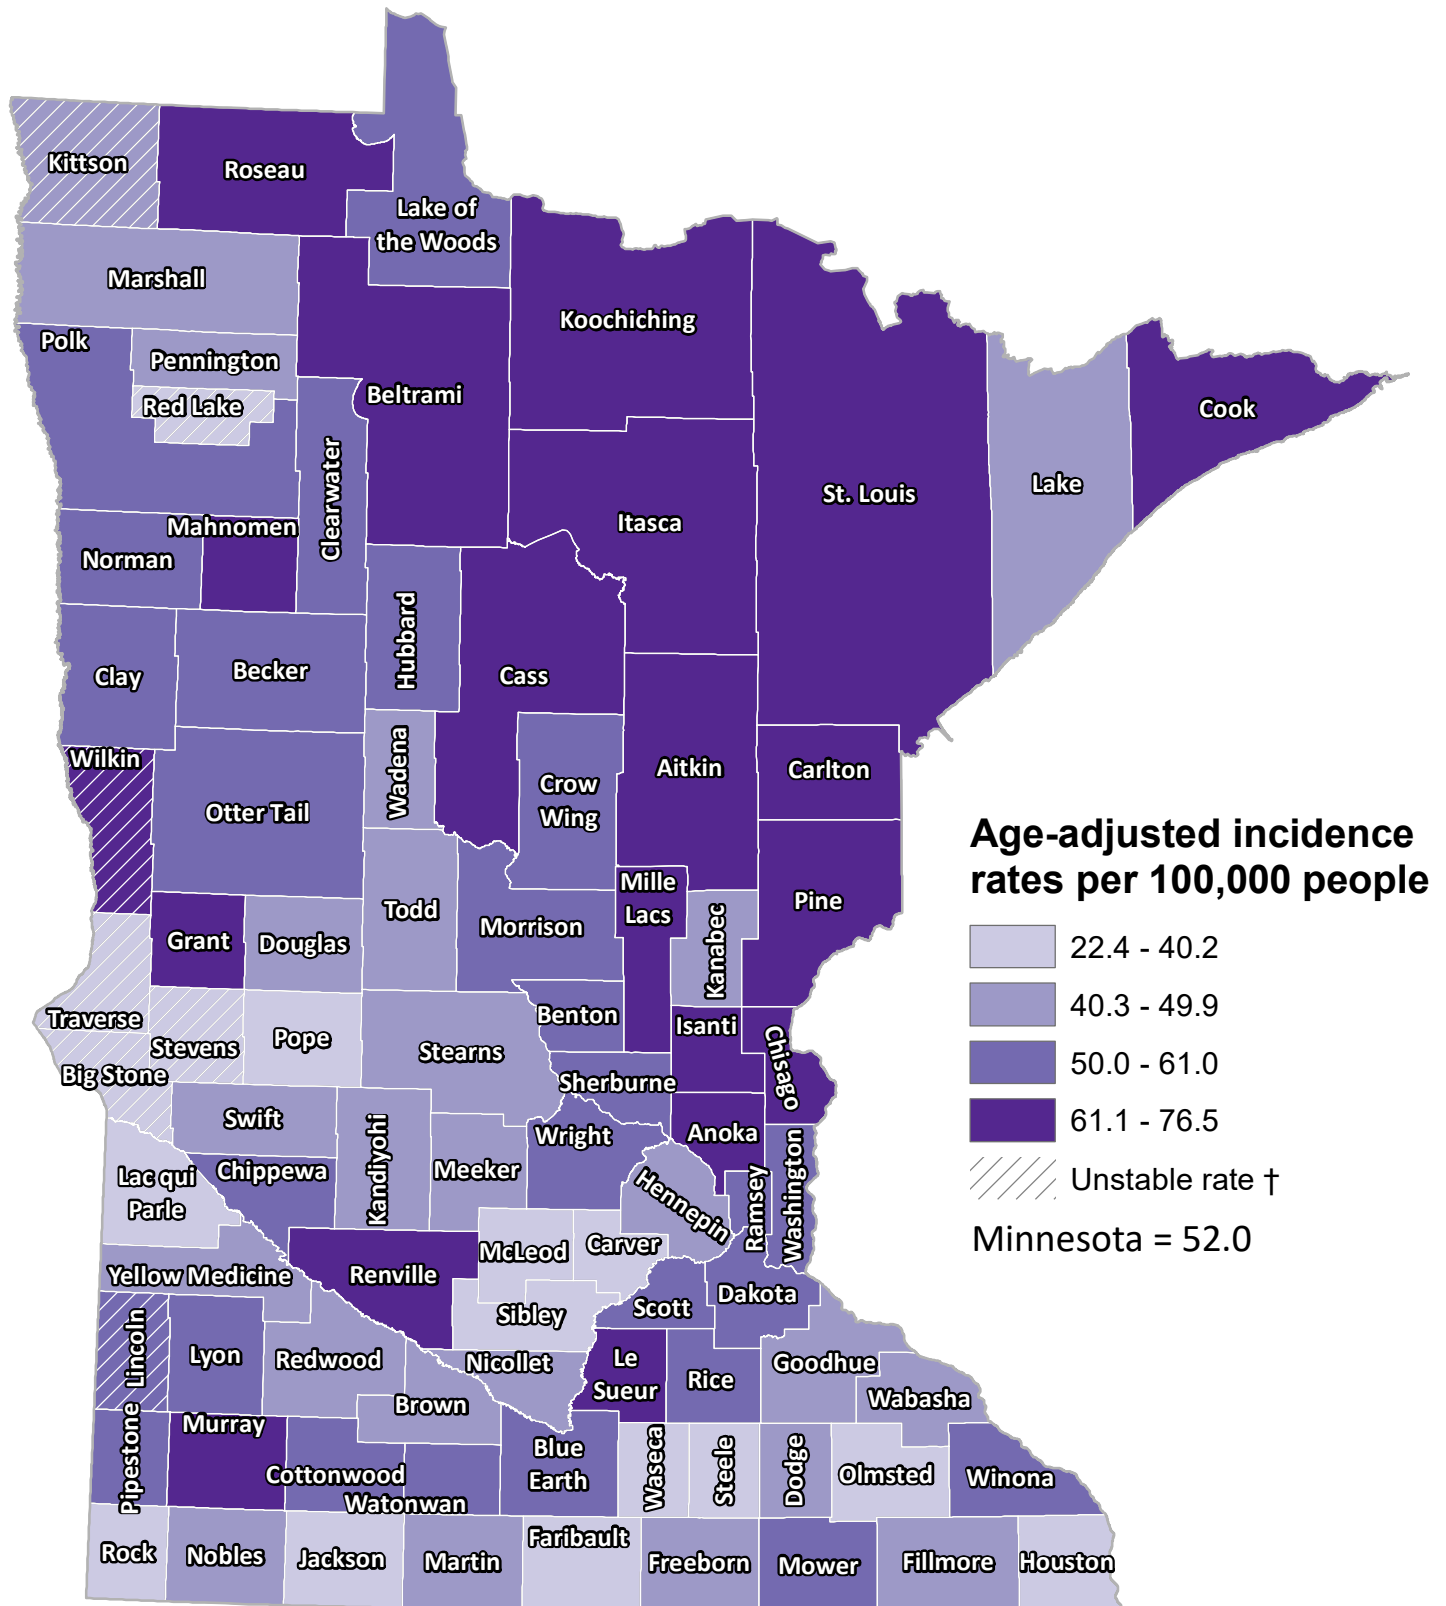 Kittson
Roseau
Lake of
the Woods
Marshall
Koochiching
Polk
Pennington
Beltrami
Red Lake
Cook
Clearwater
St. Louis
Lake
Mahnomen
Itasca
Norman
Hubbard
Clay
Becker
Cass
Wilkin
Wadena
Aitkin
Carlton
Crow
Wing
Otter Tail
Age-adjusted incidence
rates per 100,000 people
22.4 - 40.2
40.3 - 49.9
50.0 - 61.0
61.1 - 76.5
Unstable rate †
Minnesota = 52.0
Mille
Lacs
Pine
Todd
Morrison
Grant
Douglas
Kanabec
Traverse
Benton
Isanti
Stevens
Pope
Stearns
Chisago
Big Stone
Sherburne
Swift
Kandiyohi
Wright
Anoka
Lac qui
Parle
Chippewa
Meeker
Hennepin
Ramsey
Washington
McLeod
Carver
Yellow Medicine
Renville
Sibley
Scott
Dakota
Lincoln
Lyon
Redwood
Nicollet
Le
Sueur
Rice
Goodhue
Brown
Wabasha
Pipestone
Murray
Cottonwood
Watonwan
Blue
Earth
Waseca
Steele
Dodge
Olmsted
Winona
Rock
Nobles
Jackson
Martin
Faribault
Freeborn
Mower
Fillmore
Houston